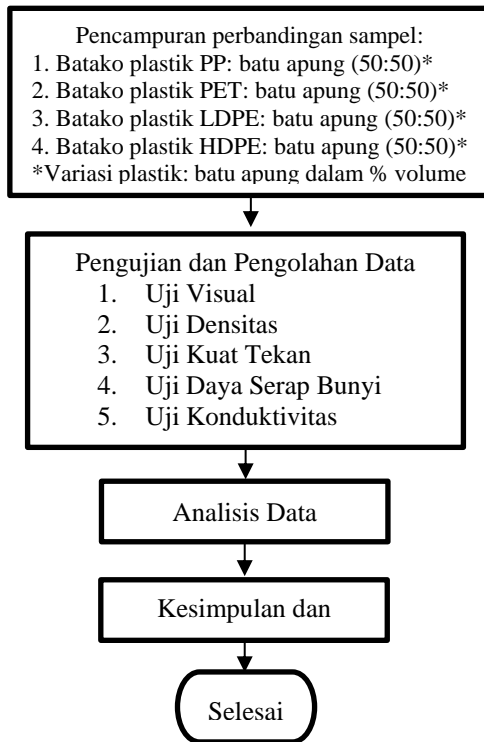 Pencampuran perbandingan sampel:
1. Batako plastik PP: batu apung (50:50)*
2. Batako plastik PET: batu apung (50:50)*
3. Batako plastik LDPE: batu apung (50:50)*
4. Batako plastik HDPE: batu apung (50:50)*
*Variasi plastik: batu apung dalam % volume
Pengujian dan Pengolahan Data
1. Uji Visual
2. Uji Densitas
3. Uji Kuat Tekan
4. Uji Daya Serap Bunyi
5. Uji Konduktivitas
Analisis Data
Kesimpulan dan
Selesai